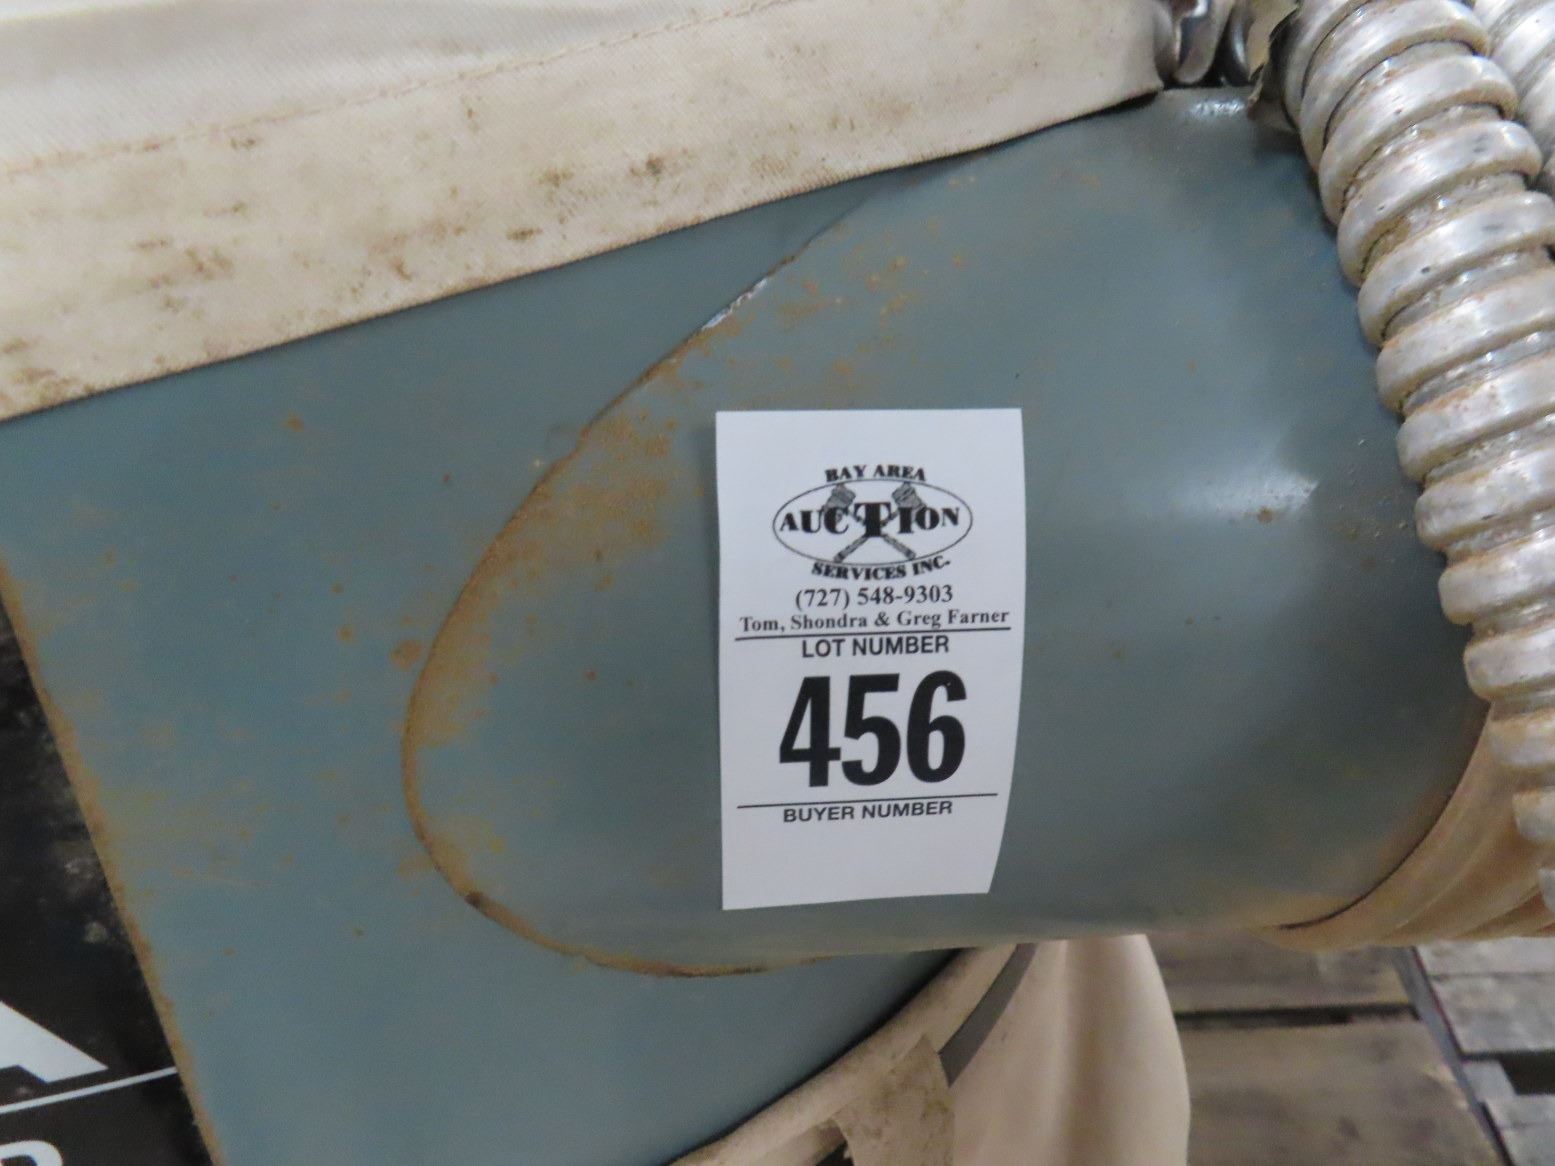 BAY AREA
AUCTION
SERVICES INC.
(727) 548-9303
Tom, Shondra & Greg Farner
LOT NUMBER
456
BUYER NUMBER